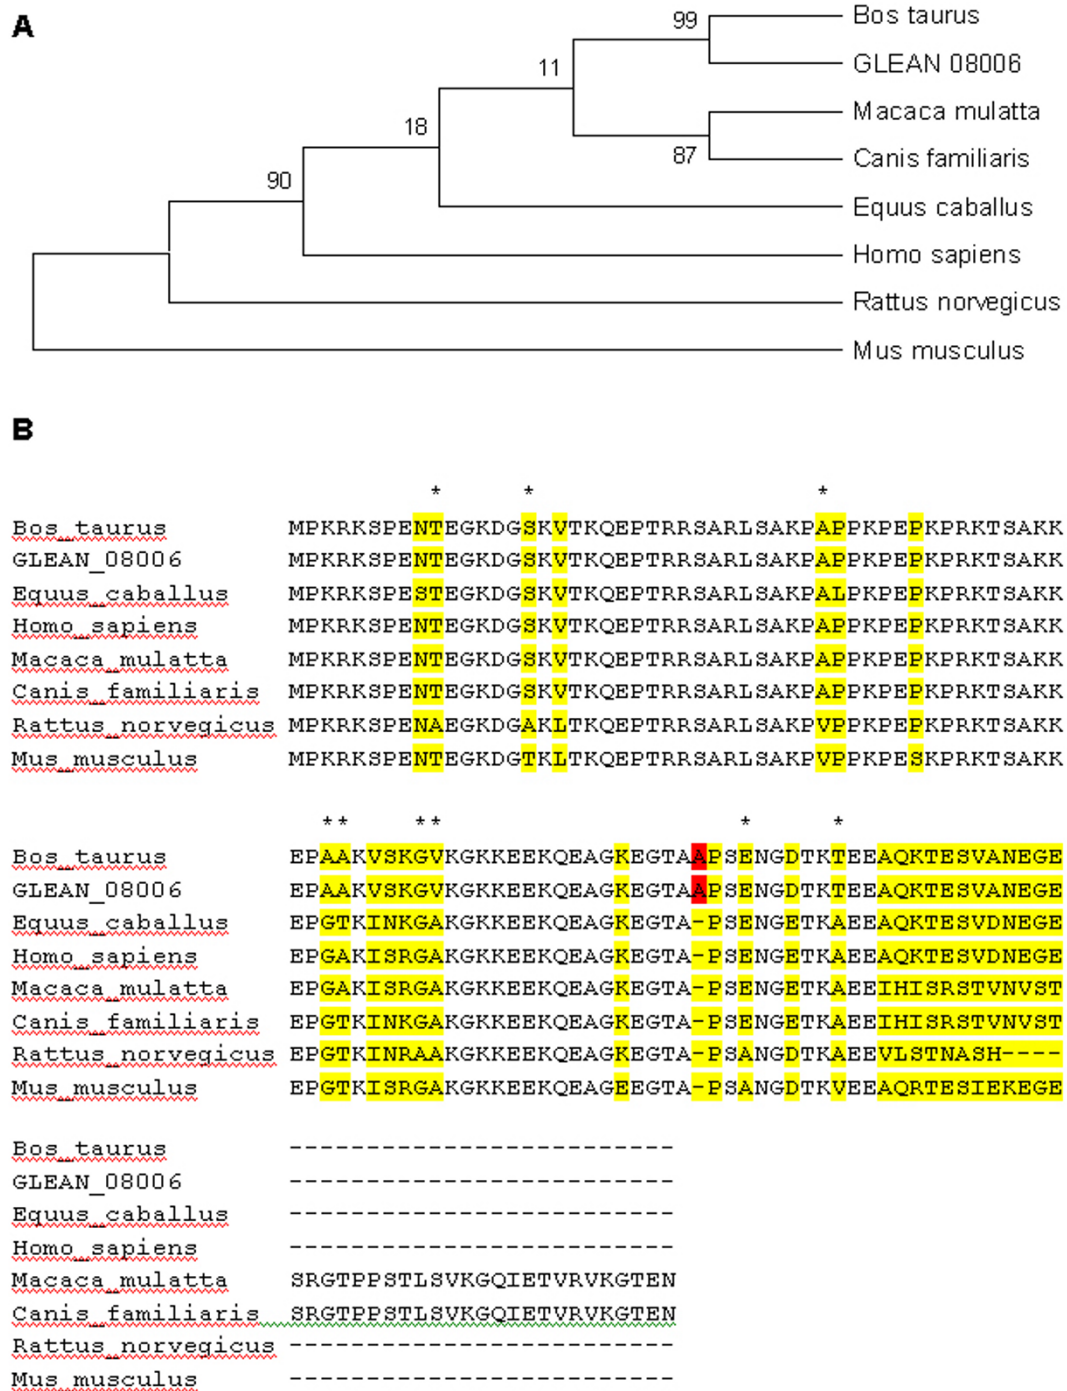 A
99
Bos taurus
GLEAN 08006
11
Macaca mulatta
18
87
Canis familiaris
90
Equus caballus
Homo sapiens
Rattus norvegicus
Mus musculus
B
* * *
Bos_taurus MPKRKSPENTEGKDGSKVTKQEPTRRSARLSAKPAPPKPEPKPRKTSAKK
GLEAN_08006 MPKRKSPENTEGKDGSKVTKQEPTRRSARLSAKPAPPKPEPKPRKTSAKK
Equus_caballus MPKRKSPESTEGKDGSKVTKQEPTRRSARLSAKPALPKPEPKPRKTSAKK
Homo_sapiens MPKRKSPENTEGKDGSKVTKQEPTRRSARLSAKPAPPKPEPKPRKTSAKK
Macaca_mulatta MPKRKSPENTEGKDGSKVTKQEPTRRSARLSAKPAPPKPEPKPRKTSAKK
Canis_familiaris MPKRKSPENTEGKDGSKVTKQEPTRRSARLSAKPAPPKPEPKPRKTSAKK
Rattus_norvegicus MPKRKSPENAEGKDGAKLTKQEPTRRSARLSAKPVPPKPEPKPRKTSAKK
Mus_musculus MPKRKSPENTEGKDGTKLTKQEPTRRSARLSAKPVPPKPESKPRKTSAKK
** ** * *
Bos_taurus EPAAKVSKGVKGKKEEKQEAGKEGTAAPSENGDTKTEEAQKTESVANEGE
GLEAN_08006 EPAAKVSKGVKGKKEEKQEAGKEGTAAPSENGDTKTEEAQKTESVANEGE
Equus_caballus EPGTKINKGAKGKKEEKQEAGKEGTA-PSENGETKAEEAQKTESVDNEGE
Homo_sapiens EPGAKISRGAKGKKEEKQEAGKEGTA-PSENGETKAEEAQKTESVDNEGE
Macaca_mulatta EPGAKISRGAKGKKEEKQEAGKEGTA-PSENGETKAEEIHISRSTVNVST
Canis_familiaris EPGTKINKGAKGKKEEKQEAGKEGTA-PSENGETKAEEIHISRSTVNVST
Rattus_norvegicus EPGTKINRAAKGKKEEKQEAGKEGTA-PSANGDTKAEEVLSTNASH----
Mus_musculus EPGTKISRGAKGKKEEKQEAGEEGTA-PSANGDTKVEEAQRTESIEKEGE
Bos_taurus -------------------------
GLEAN_08006 -------------------------
Equus_caballus -------------------------
Homo_sapiens -------------------------
Macaca_mulatta SRGTPPSTLSVKGQIETVRVKGTEN
Canis_familiaris SRGTPPSTLSVKGQIETVRVKGTEN
Rattus_norvegicus -------------------------
Mus_musculus -------------------------